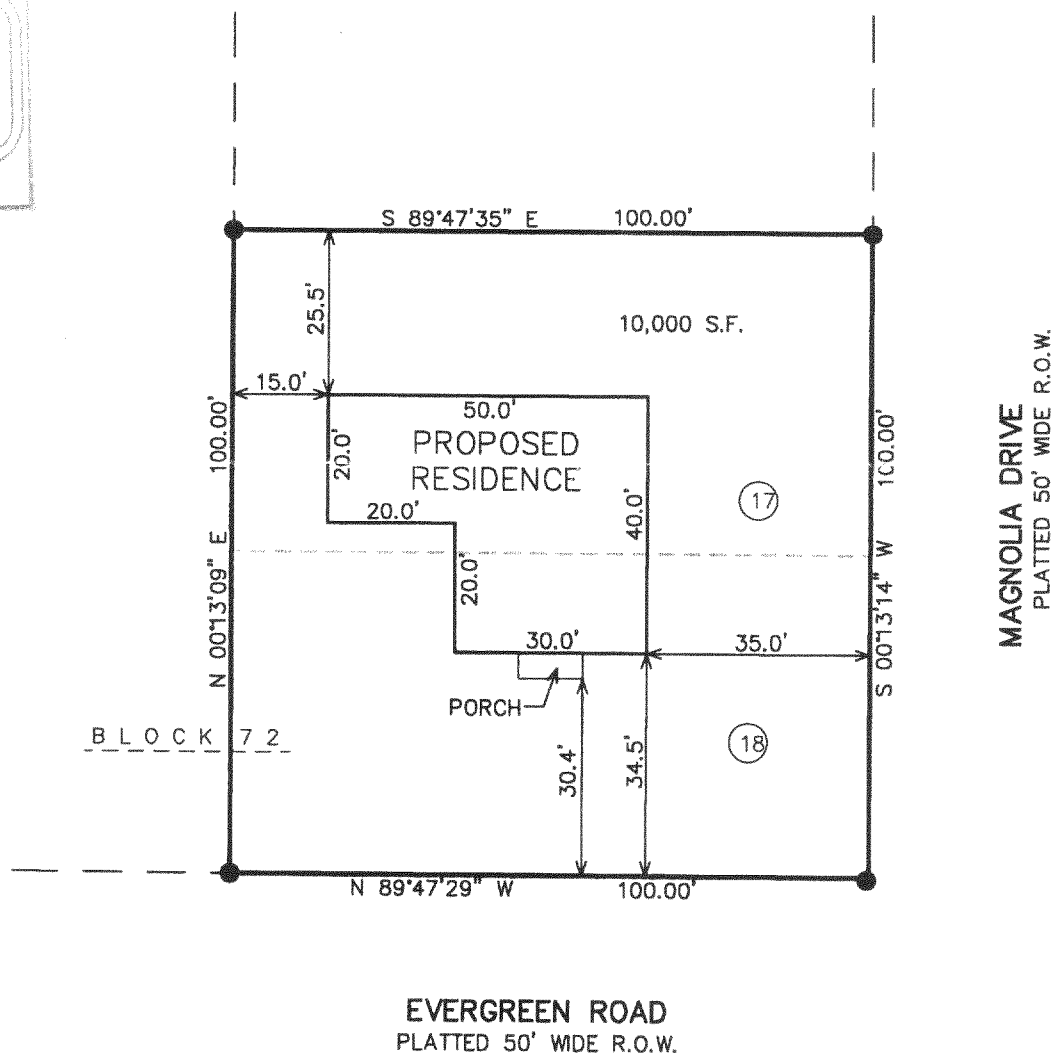 S 89°47'35" E 100.00'
25.5'
10,000 S.F.
15.0'
50.0'
PROPOSED
RESIDENCE
20.0'
20.0'
20.0'
40.0'
17
30.0'
35.0'
PORCH
30.4'
34.5'
18
BLOCK 72
N 00°13'09" E 100.00'
S 00°13'14" W 100.00'
N 89°47'29" W 100.00'
MAGNOLIA DRIVE
PLATTED 50' WIDE R.O.W.
EVERGREEN ROAD
PLATTED 50' WIDE R.O.W.